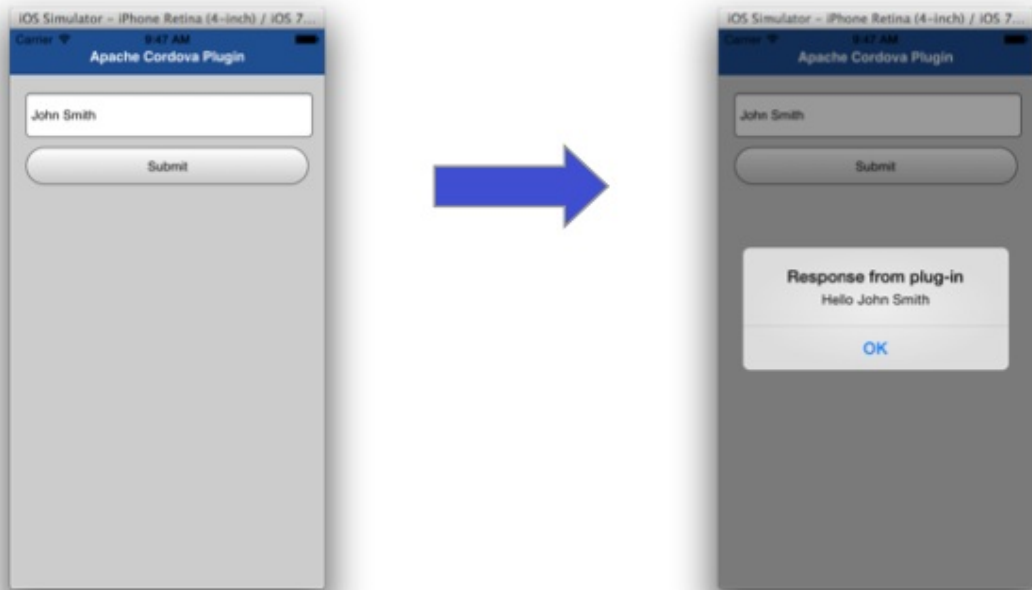 iOS Simulator - iPhone Retina (4-inch) / iOS 7...
Carrier 9:47 AM
Apache Cordova Plugin
John Smith
Submit
iOS Simulator - iPhone Retina (4-inch) / iOS 7...
Carrier 9:47 AM
Apache Cordova Plugin
John Smith
Submit
Response from plug-in
Hello John Smith
OK